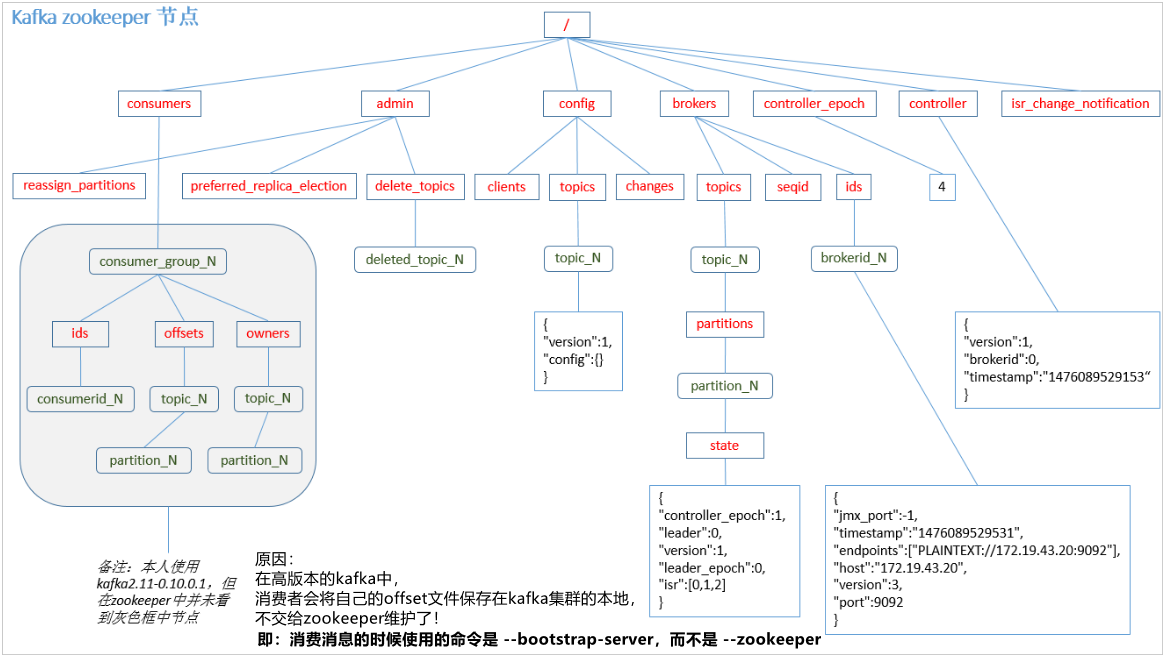 Kafka zookeeper 节点
/
consumers
admin
config
brokers
controller_epoch
controller
isr_change_notification
reassign_partitions
preferred_replica_election
delete_topics
clients
topics
changes
topics
seqid
ids
4
consumer_group_N
deleted_topic_N
topic_N
topic_N
brokerid_N
ids
offsets
owners
consumerid_N
topic_N
topic_N
partition_N
partition_N
{
"version":1,
"config":{}
}
partitions
partition_N
state
{
"version":1,
"brokerid":0,
"timestamp":"1476089529153“
}
{
"controller_epoch":1,
"leader":0,
"version":1,
"leader_epoch":0,
"isr":[0,1,2]
}
{
"jmx_port":-1,
"timestamp":"1476089529531",
"endpoints":["PLAINTEXT://172.19.43.20:9092"],
"host":"172.19.43.20",
"version":3,
"port":9092
}
备注：本人使用
kafka2.11-0.10.0.1，但
在zookeeper中并未看
到灰色框中节点
原因：
在高版本的kafka中，
消费者会将自己的offset文件保存在kafka集群的本地，
不交给zookeeper维护了！
即：消费消息的时候使用的命令是 --bootstrap-server，而不是 --zookeeper